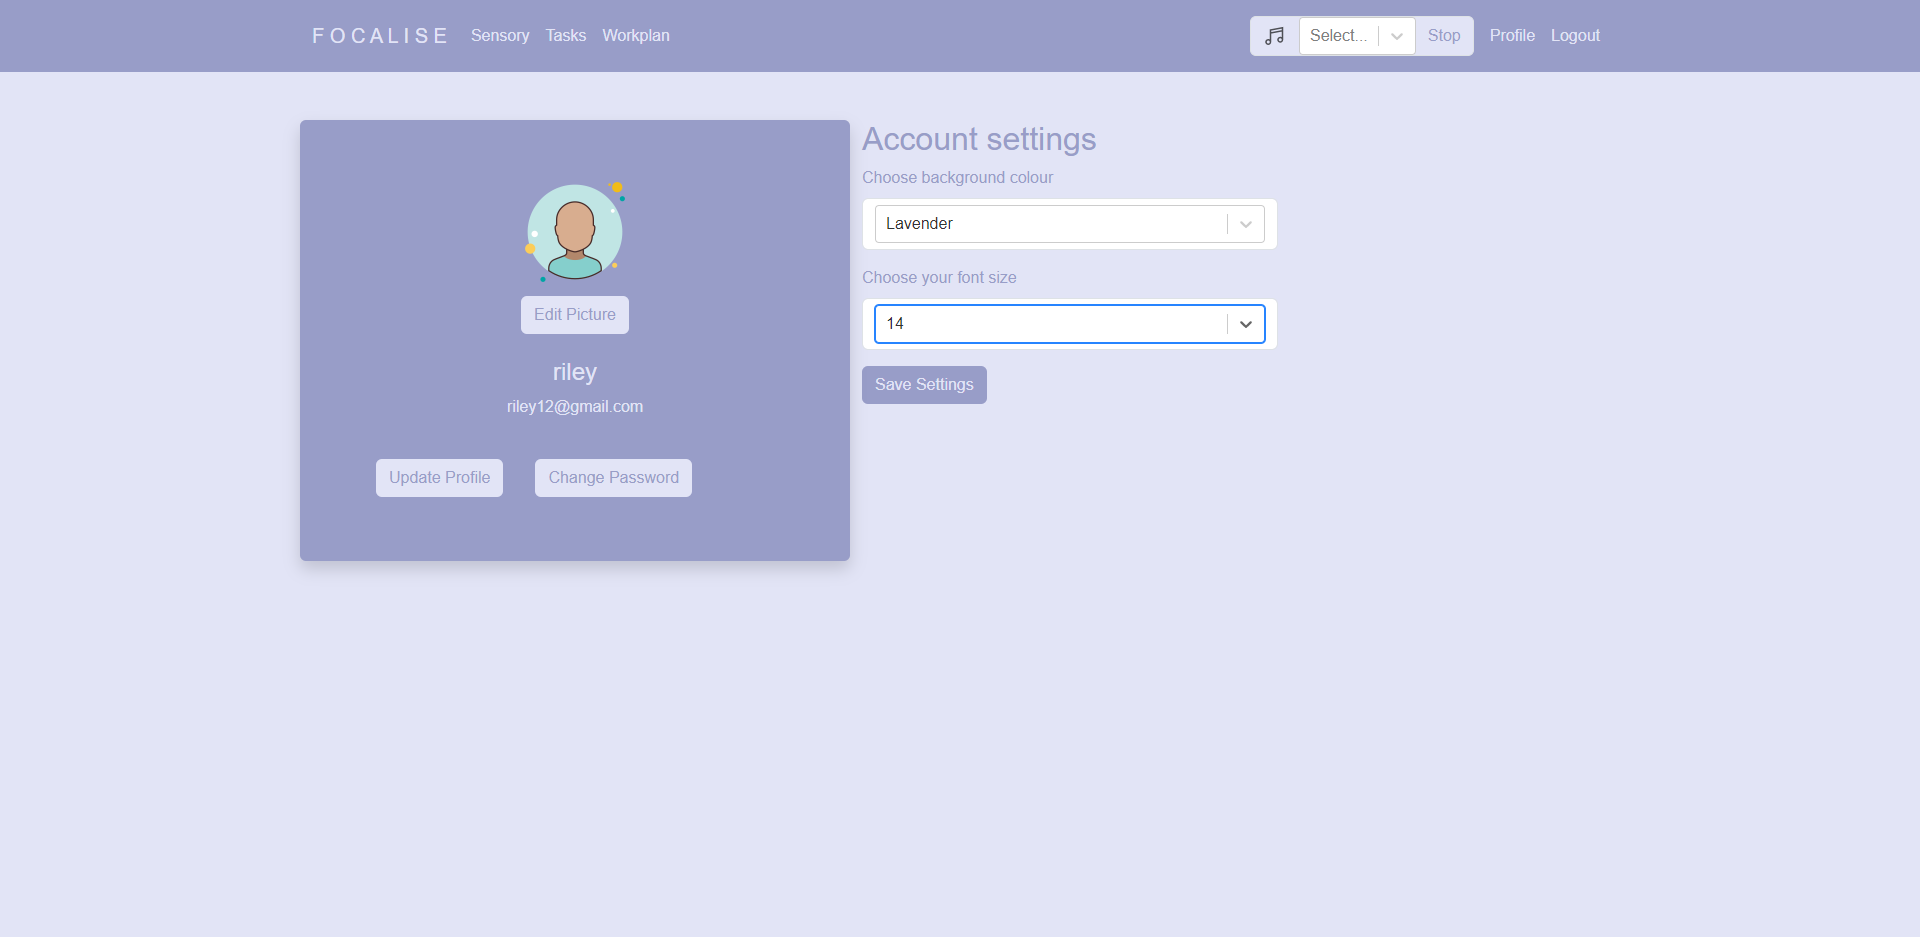 FOCALISE Sensory Tasks Workplan Select... Stop Profile Logout
Edit Picture
riley
riley12@gmail.com
Update Profile Change Password
Account settings
Choose background colour
Lavender
Choose your font size
14
Save Settings